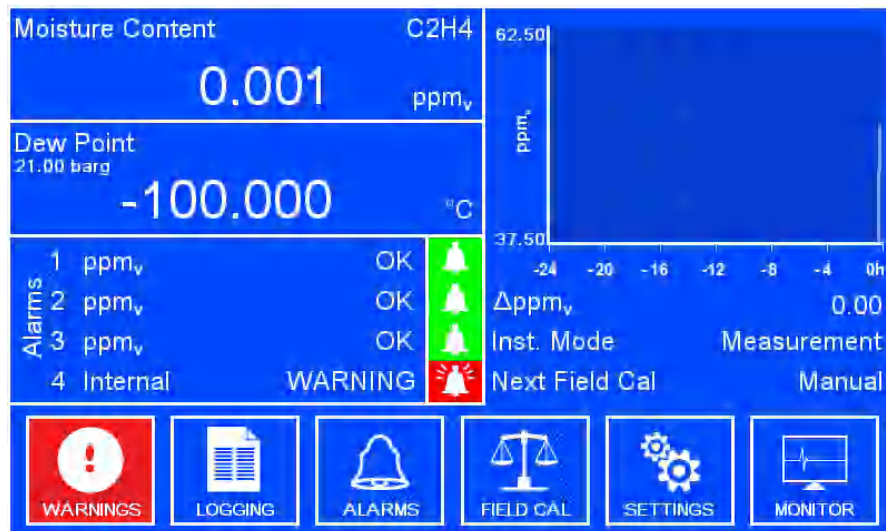 Moisture Content C2H4
0.001 ppmv
Dew Point
21.00 barg
-100.000 °C
Alarms
1 ppmv OK
2 ppmv OK
3 ppmv OK
4 Internal WARNING
62.50
ppmv
37.50
-24 -20 -16 -12 -8 -4 0h
Δppmv 0.00
Inst. Mode Measurement
Next Field Cal Manual
WARNINGS LOGGING ALARMS FIELD CAL SETTINGS MONITOR